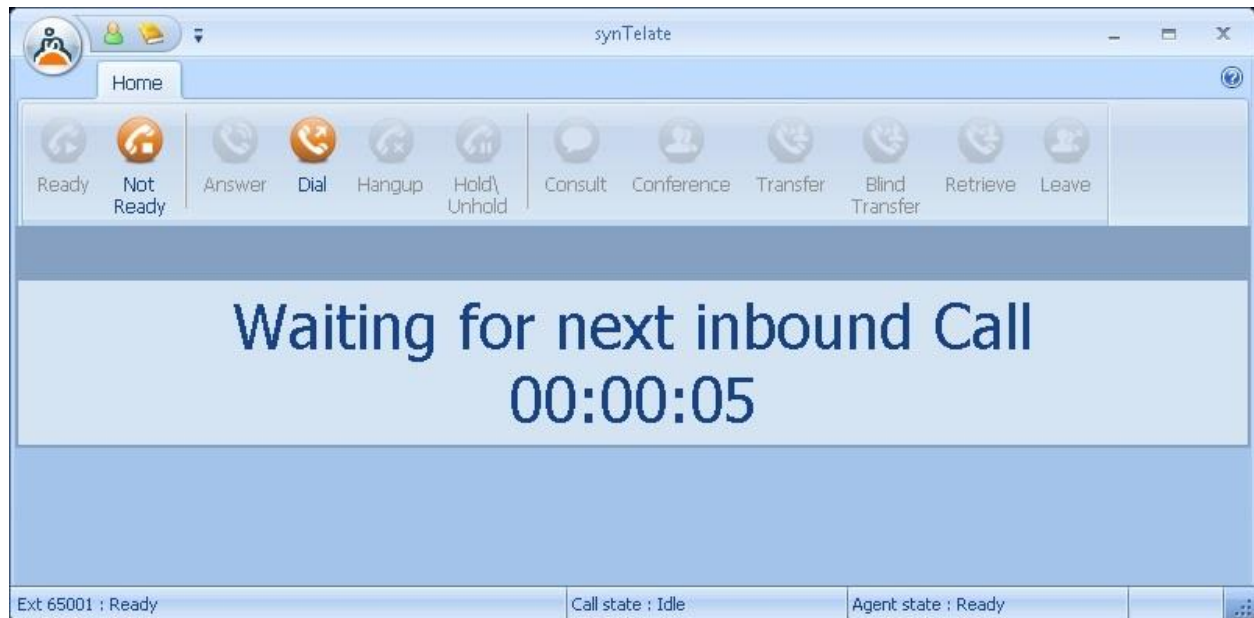 synTelate
Home
Ready
Not
Ready
Answer
Dial
Hangup
Hold\
Unhold
Consult
Conference
Transfer
Blind
Transfer
Retrieve
Leave
Waiting for next inbound Call
00:00:05
Ext 65001 : Ready
Call state : Idle
Agent state : Ready